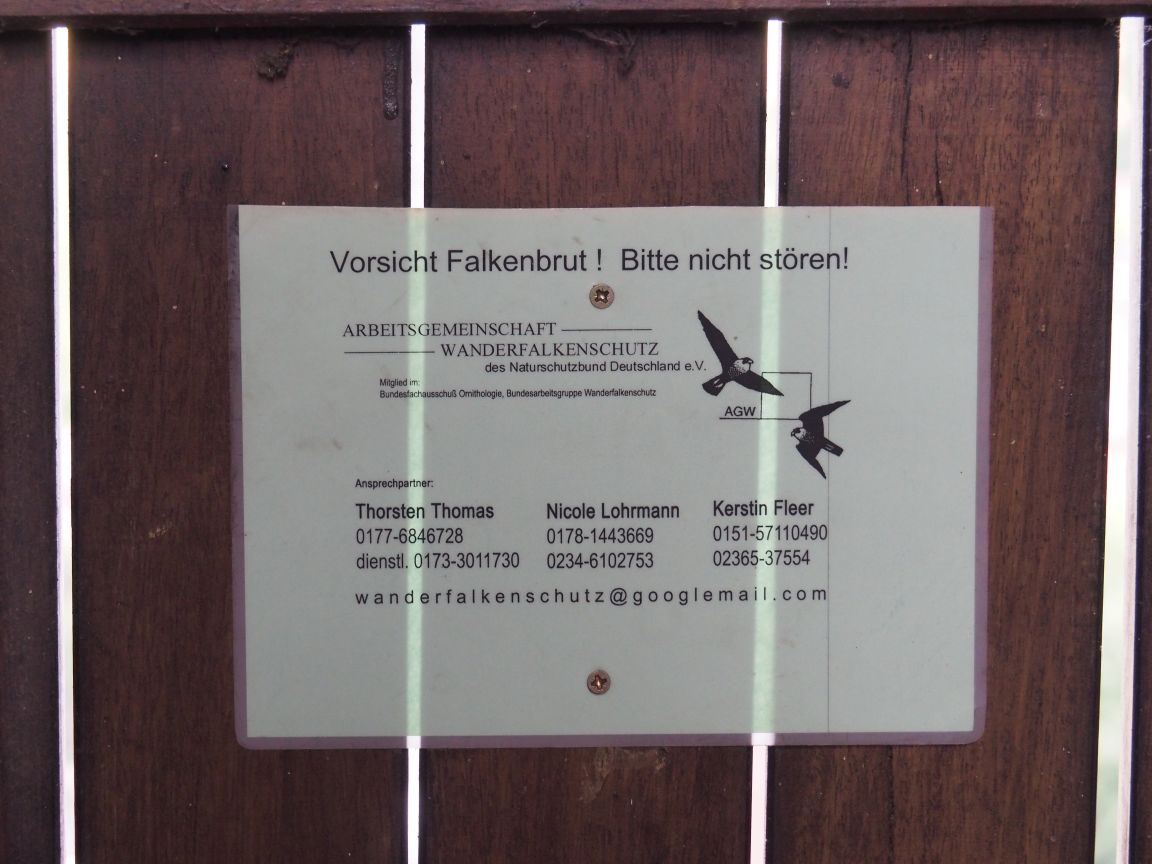 Vorsicht Falkenbrut ! Bitte nicht stören!
ARBEITSGEMEINSCHAFT
WANDERFALKENSCHUTZ
des Naturschutzbund Deutschland e.V.
Mitglied im:
Bundesfachausschuß Ornithologie, Bundesarbeitsgruppe Wanderfalkenschutz
AGW
Ansprechpartner:
Thorsten Thomas Nicole Lohrmann Kerstin Fleer
0177-6846728 0178-1443669 0151-57110490
dienstl. 0173-3011730 0234-6102753 02365-37554
wanderfalkenschutz@googlemail.com